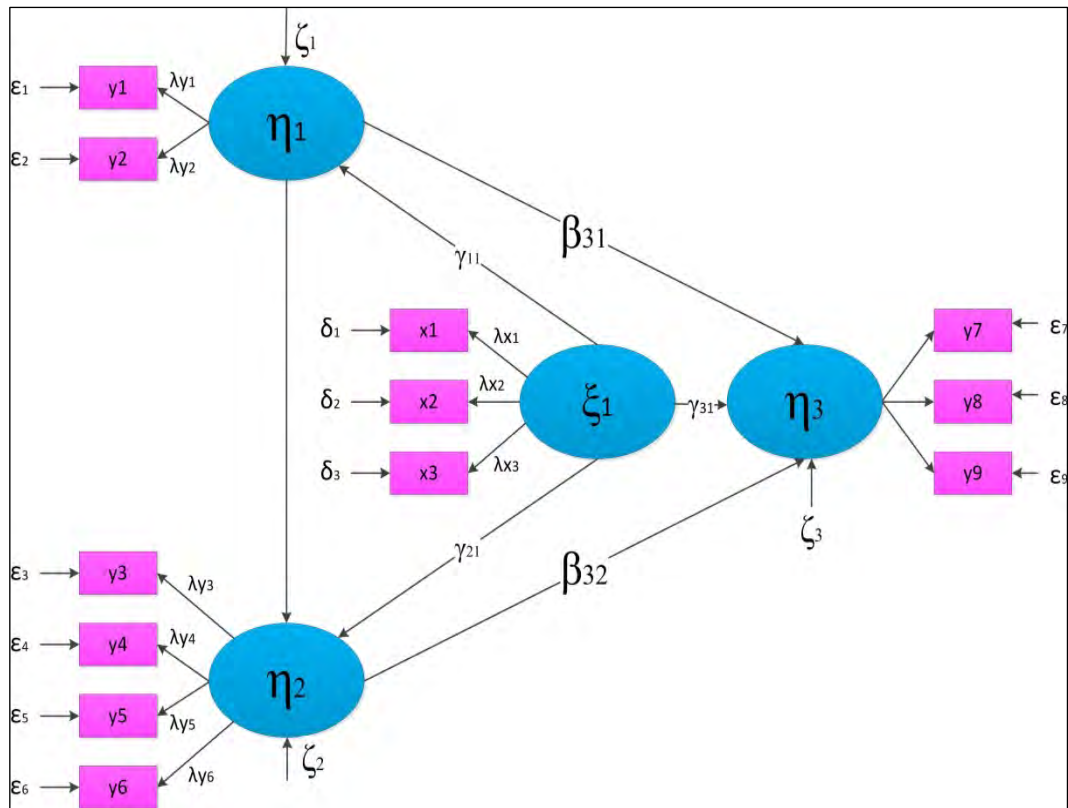 ζ1
ε1 y1 λy1
η1
ε2 y2 λy2
β31
γ11
δ1 x1 λx1
y7 ε7
δ2 x2 λx2
ξ1
γ31
η3
y8 ε8
δ3 x3 λx3
y9 ε9
ζ3
γ21
β32
ε3 y3 λy3
ε4 y4 λy4
η2
ε5 y5 λy5
ζ2
ε6 y6 λy6